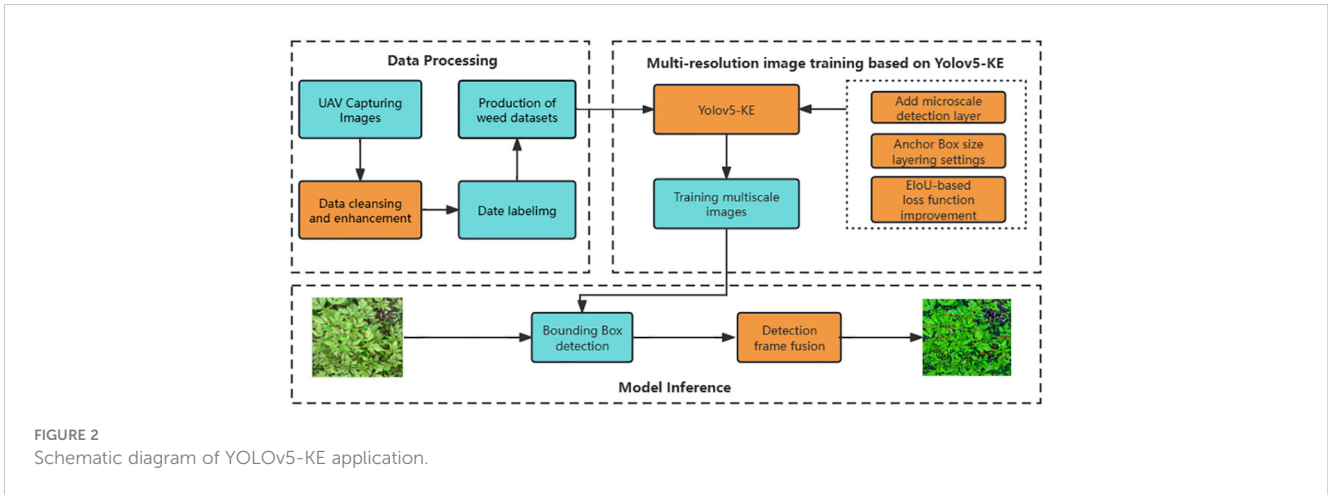 Data Processing
UAV Capturing
Images
Production of
weed datasets
Data cleansing
and enhancement
Date labelimg
Multi-resolution image training based on Yolov5-KE
Yolov5-KE
Training multiscale
images
Add microscale
detection layer
Anchor Box size
layering settings
EIoU-based
loss function
improvement
Bounding Box
detection
Detection
frame fusion
Model Inference
FIGURE 2
Schematic diagram of YOLOv5-KE application.